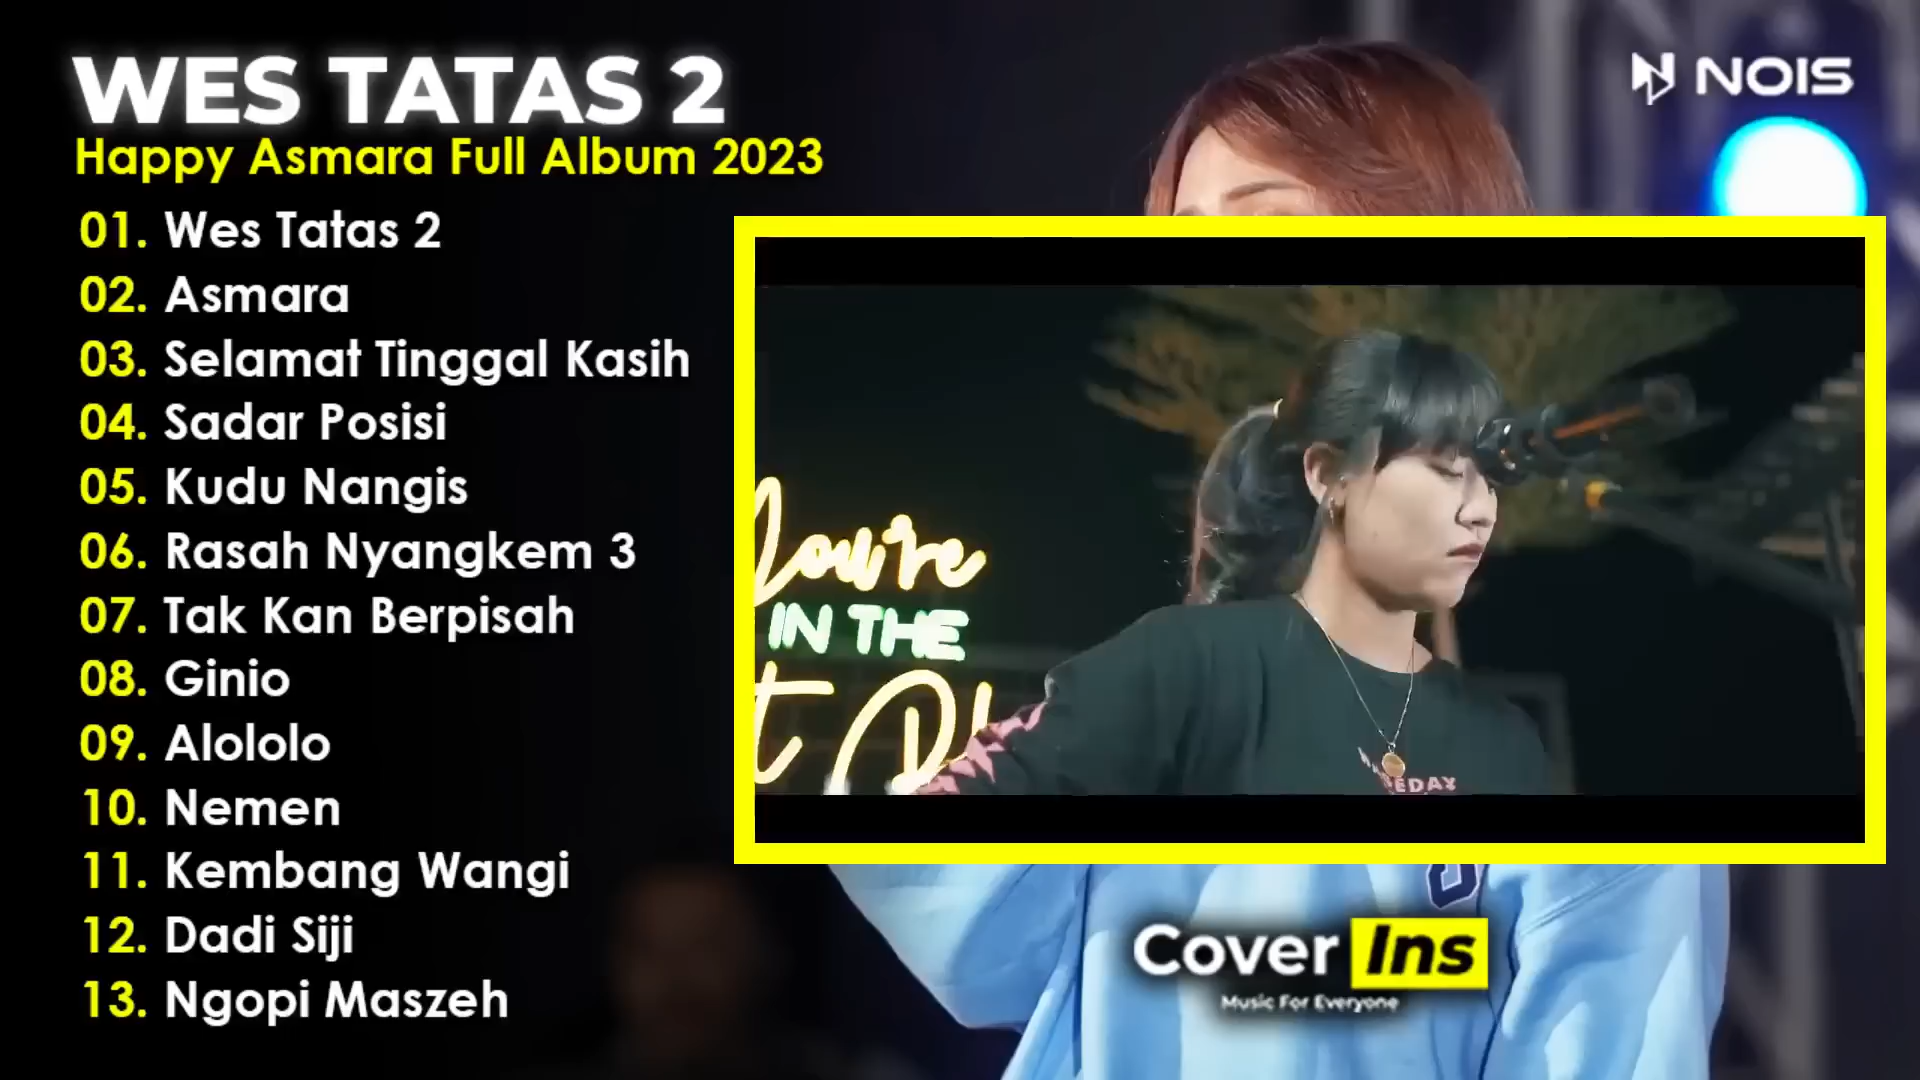 WES TATAS 2
Happy Asmara Full Album 2023
01. Wes Tatas 2
02. Asmara
03. Selamat Tinggal Kasih
04. Sadar Posisi
05. Kudu Nangis
06. Rasah Nyangkem 3
07. Tak Kan Berpisah
08. Ginio
09. Alololo
10. Nemen
11. Kembang Wangi
12. Dadi Siji
13. Ngopi Maszeh
NOIS
You're
IN THE
Cover Ins
Music For Everyone